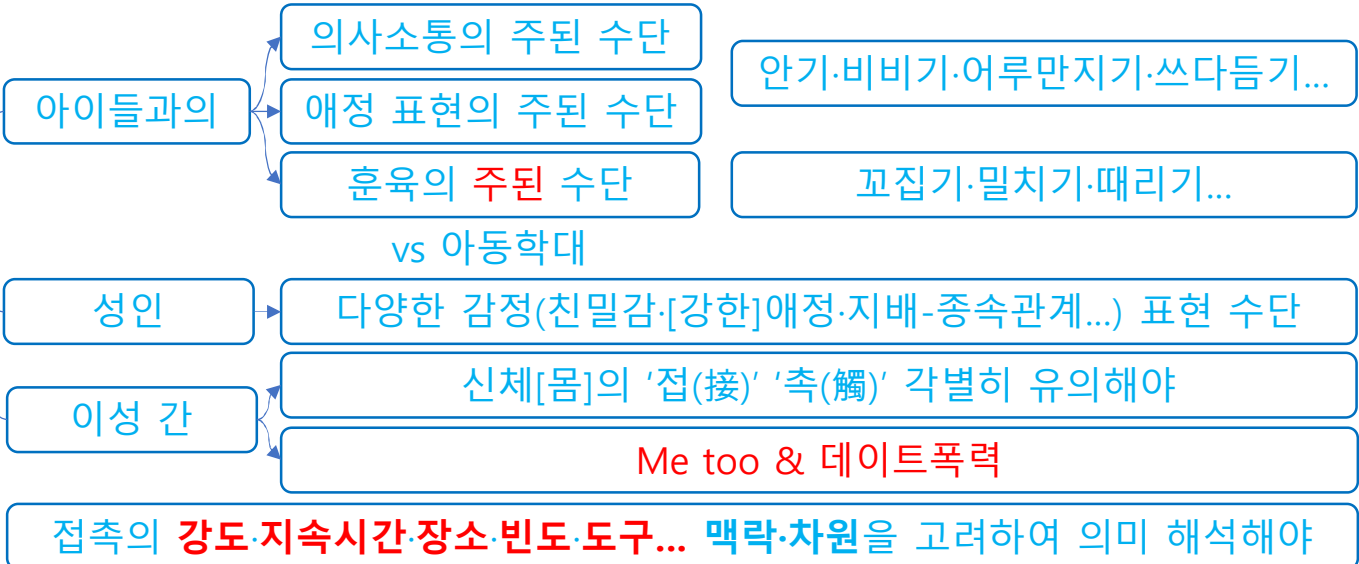 의사소통의 주된 수단
안기·비비기·어루만지기·쓰다듬기...
아이들과의
애정 표현의 주된 수단
훈육의 주된 수단
꼬집기·밀치기·때리기...
vs 아동학대
성인
다양한 감정(친밀감·[강한]애정·지배-종속관계...) 표현 수단
이성 간
신체[몸]의 '접(接)' '촉(觸)' 각별히 유의해야
Me too & 데이트폭력
접촉의 강도·지속시간·장소·빈도·도구... 맥락·차원을 고려하여 의미 해석해야